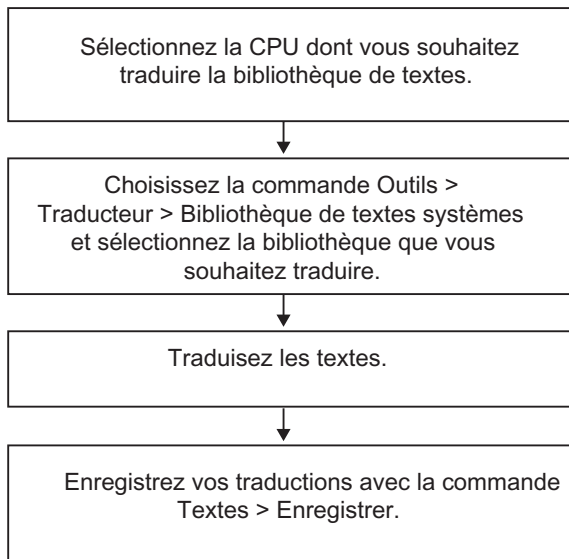 Sélectionnez la CPU dont vous souhaitez
traduire la bibliothèque de textes.
Choisissez la commande Outils >
Traducteur > Bibliothèque de textes systèmes
et sélectionnez la bibliothèque que vous
souhaitez traduire.
Traduisez les textes.
Enregistrez vos traductions avec la commande
Textes > Enregistrer.